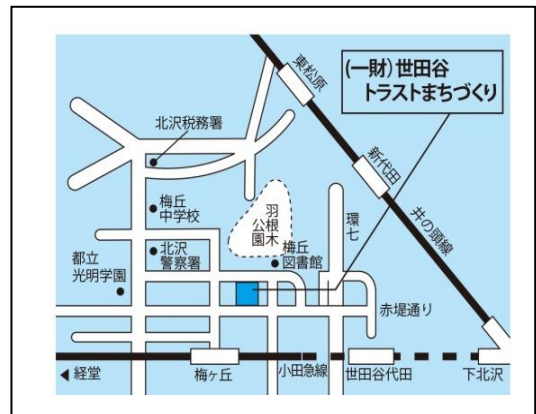 (一財)世田谷
トラストまちづくり
東松原
北沢税務署
新代田
井の頭線
梅丘
中学校
羽根木
公園
環七
北沢
警察署
梅丘
図書館
都立
光明学園
赤堤通り
経堂
梅ヶ丘
小田急線
世田谷代田
下北沢